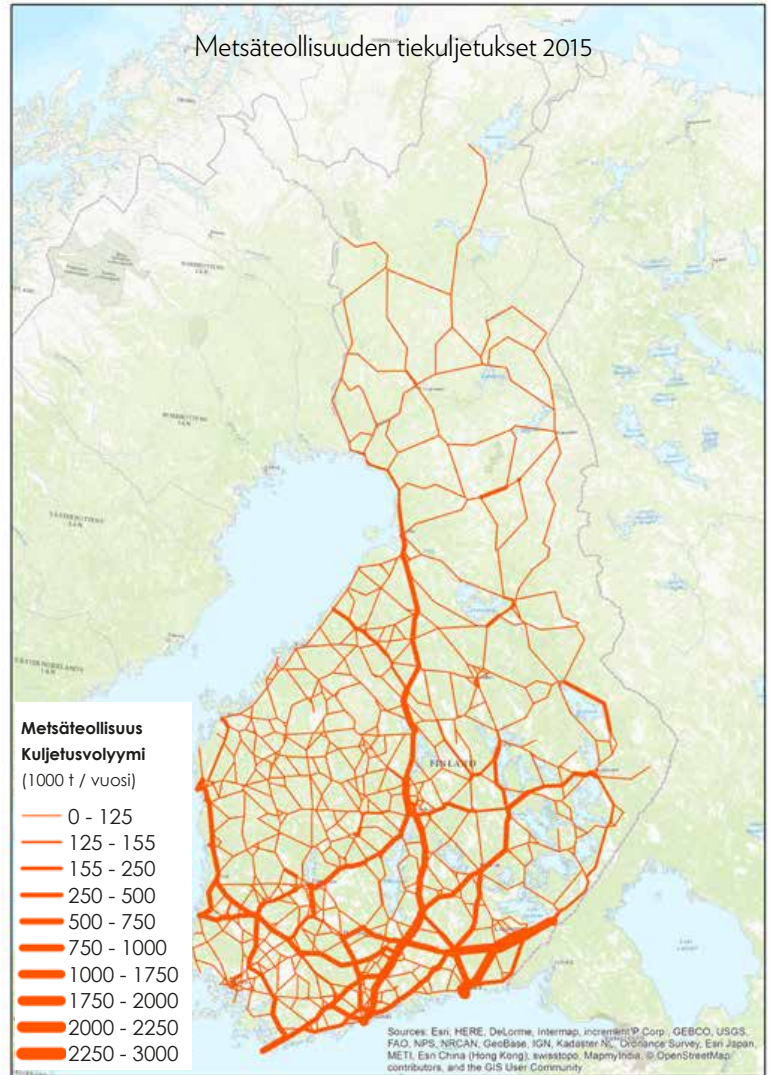 Metsäteollisuuden tiekuljetukset 2015
FINLAND
Metsäteollisuus
Kuljetusvolyymi
(1000 t / vuosi)
0 - 125
125 - 155
155 - 250
250 - 500
500 - 750
750 - 1000
1000 - 1750
1750 - 2000
2000 - 2250
2250 - 3000
Sources: Esri, HERE, DeLorme, Intermap, increment P Corp., GEBCO, USGS,
FAO, NPS, NRCAN, GeoBase, IGN, Kadaster NL, Ordnance Survey, Esri Japan,
METI, Esri China (Hong Kong), swisstopo, MapmyIndia, © OpenStreetMap
contributors, and the GIS User Community